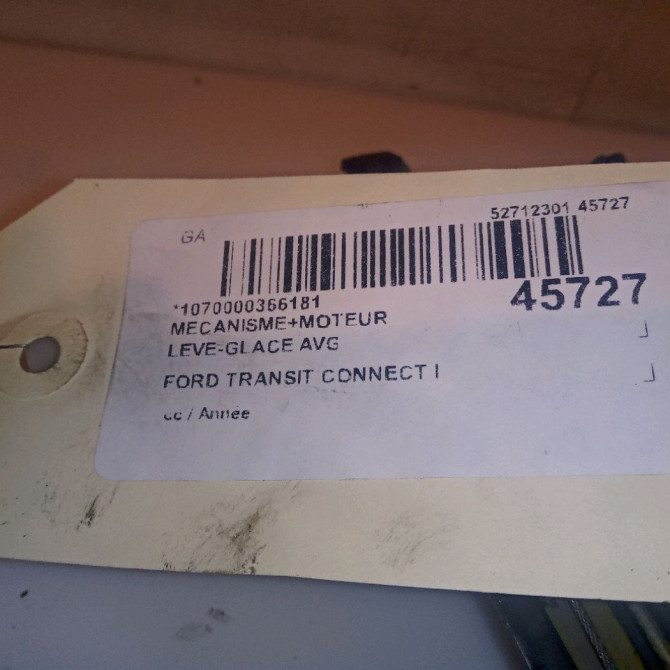 GA
52712301 45727
*1070000366181
45727
MECANISME+MOTEUR
LEVE-GLACE AVG
FORD TRANSIT CONNECT I
cc / Année